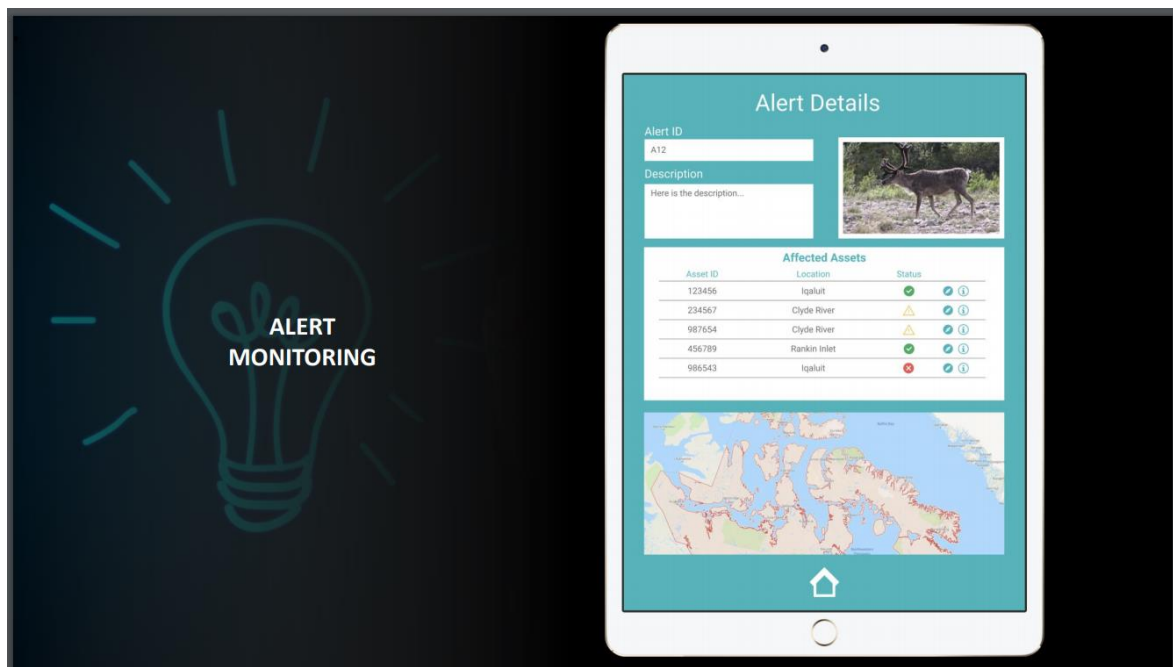 ALERT
MONITORING
Alert Details
Alert ID
A12
Description
Here is the description...
Affected Assets
Asset ID Location Status
123456 Iqaluit
234567 Clyde River
987654 Clyde River
456789 Rankin Inlet
986543 Iqaluit